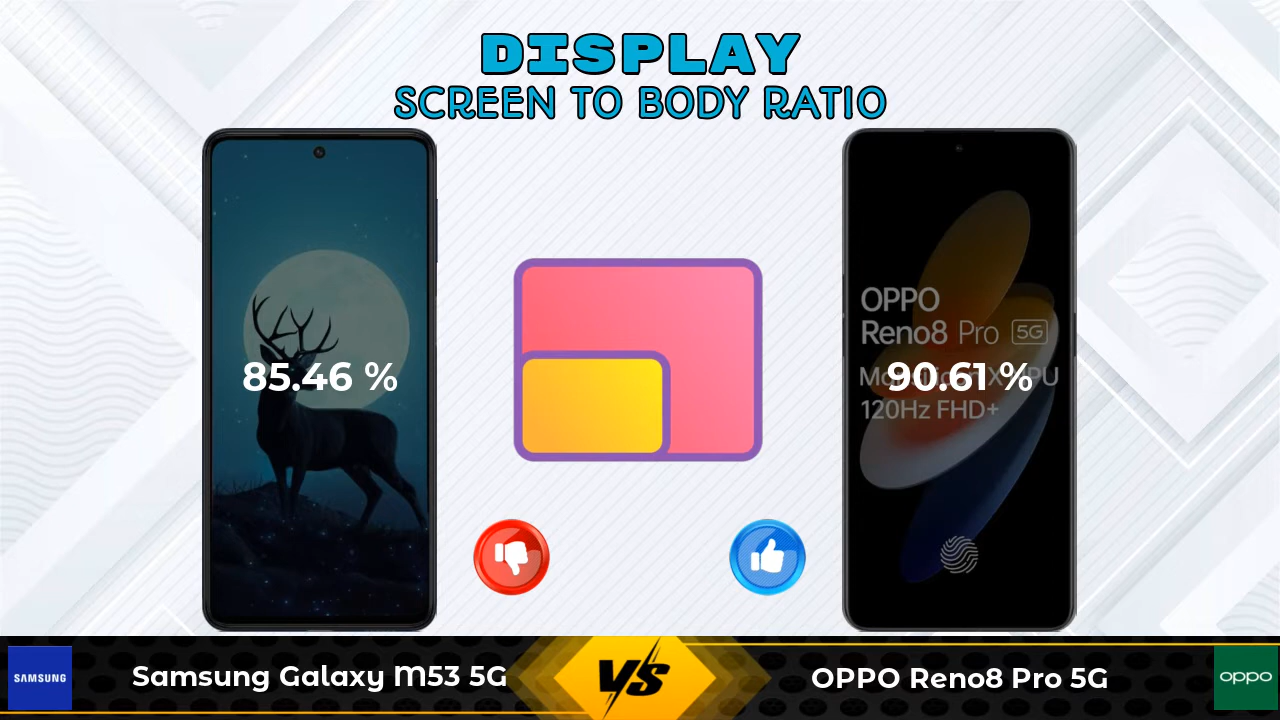 DISPLAY
SCREEN TO BODY RATIO
85.46 %
OPPO
Reno8 Pro 5G
90.61 %
120Hz FHD+
SAMSUNG
Samsung Galaxy M53 5G
VS
OPPO Reno8 Pro 5G
oppo